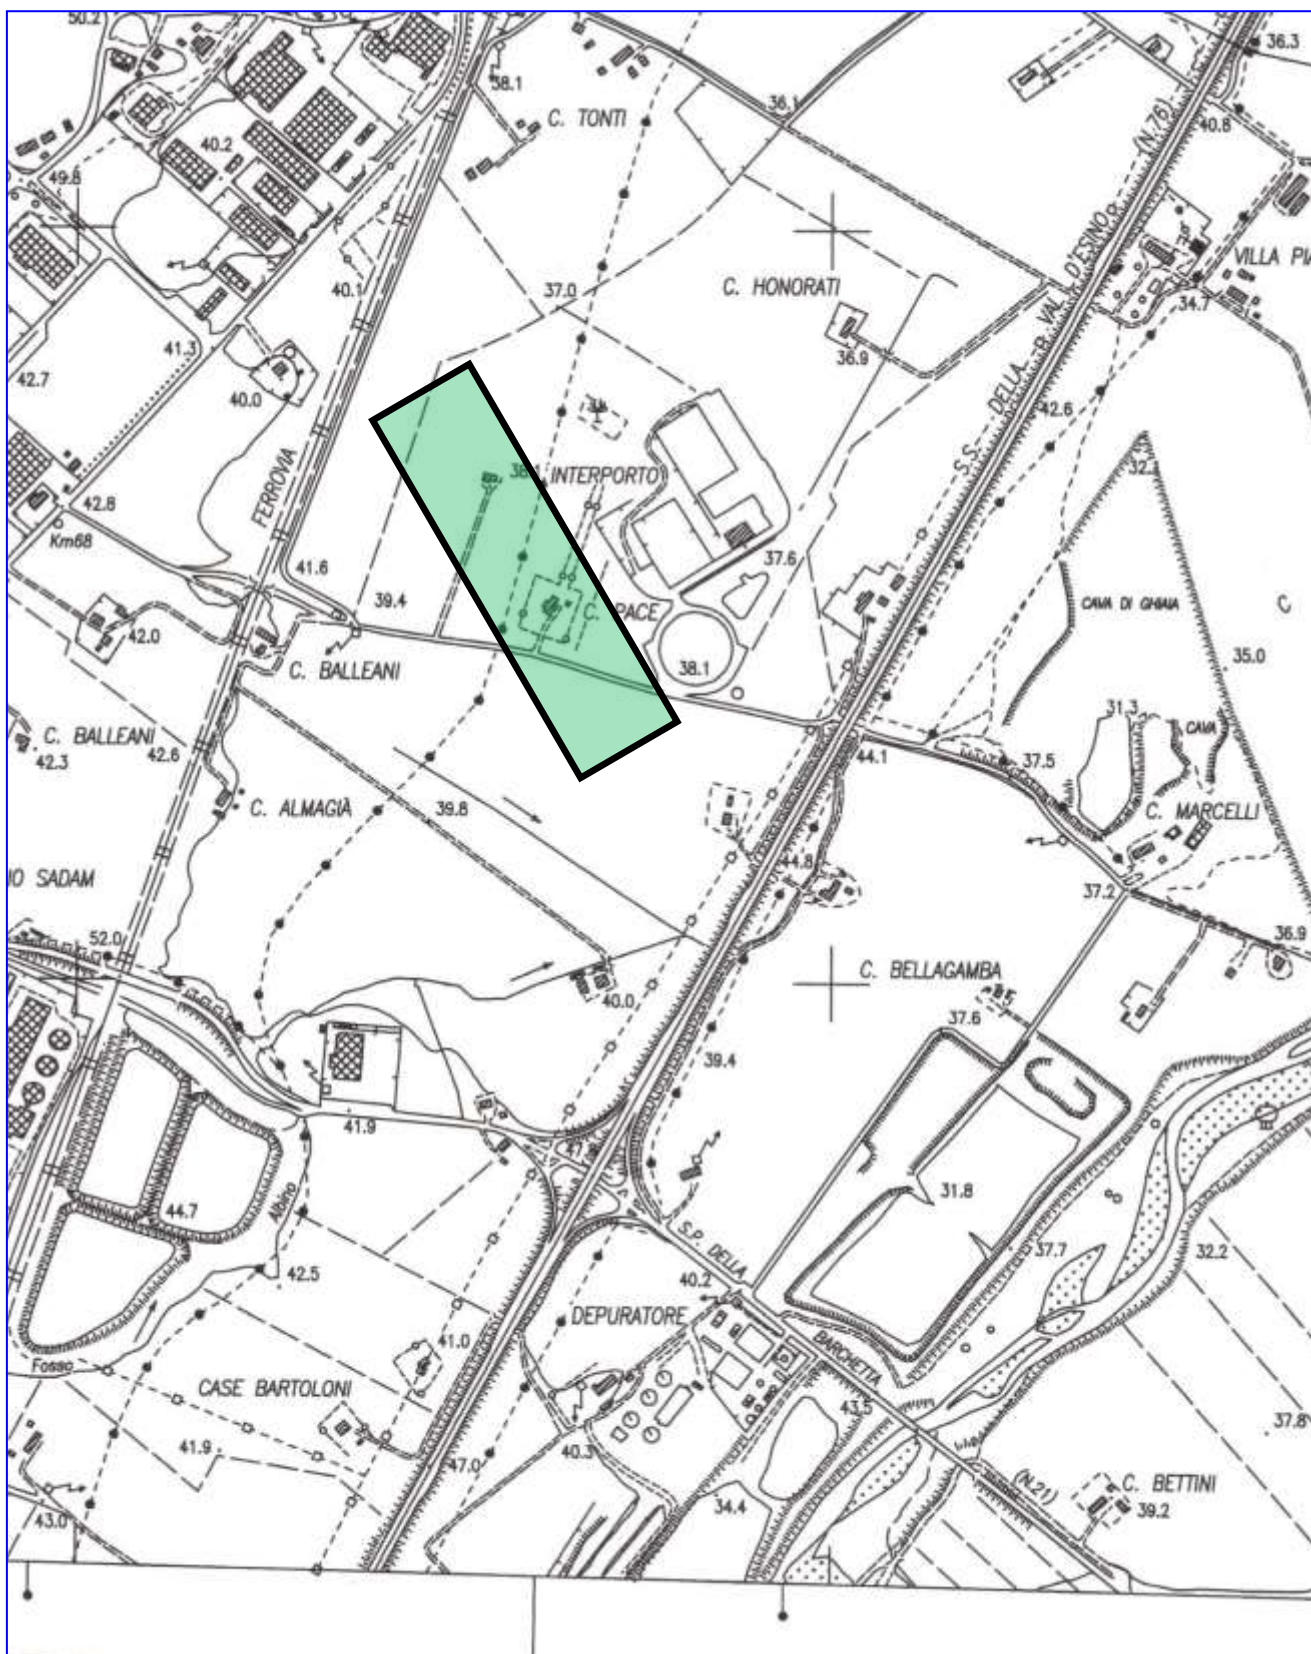 50.2
36.3
38.1
C. TONTI
36.1
(N.76)
40.8
40.2
49.8
D'ESINO
VILLA PIA
C. HONORATI
40.1
37.0
34.7
VAL
B.
DELLA
S.S.
41.3
36.9
42.7
40.0
42.6
32.
FERROVIA
INTERPORTO
42.8
Km68
41.6
37.6
39.4
C. PACE
CAVA DI GHIAIA
C
42.0
38.1
35.0
C. BALLEANI
31.3
C. BALLEANI
42.3
42.6
CAVA
44.1
37.5
C. ALMAGIÀ
39.8
C. MARCELLI
44.8
IO SADAM
37.2
52.0
36.9
C. BELLAGAMBA
40.0
37.6
39.4
41.9
31.8
Albino
44.7
S.P. DELLA
37.7
32.2
42.5
40.2
DEPURATORE
41.0
BARCHETTA
Fosso
CASE BARTOLONI
43.5
37.8
41.9
47.0
40.3
(N.21)
C. BETTINI
34.4
39.2
43.0